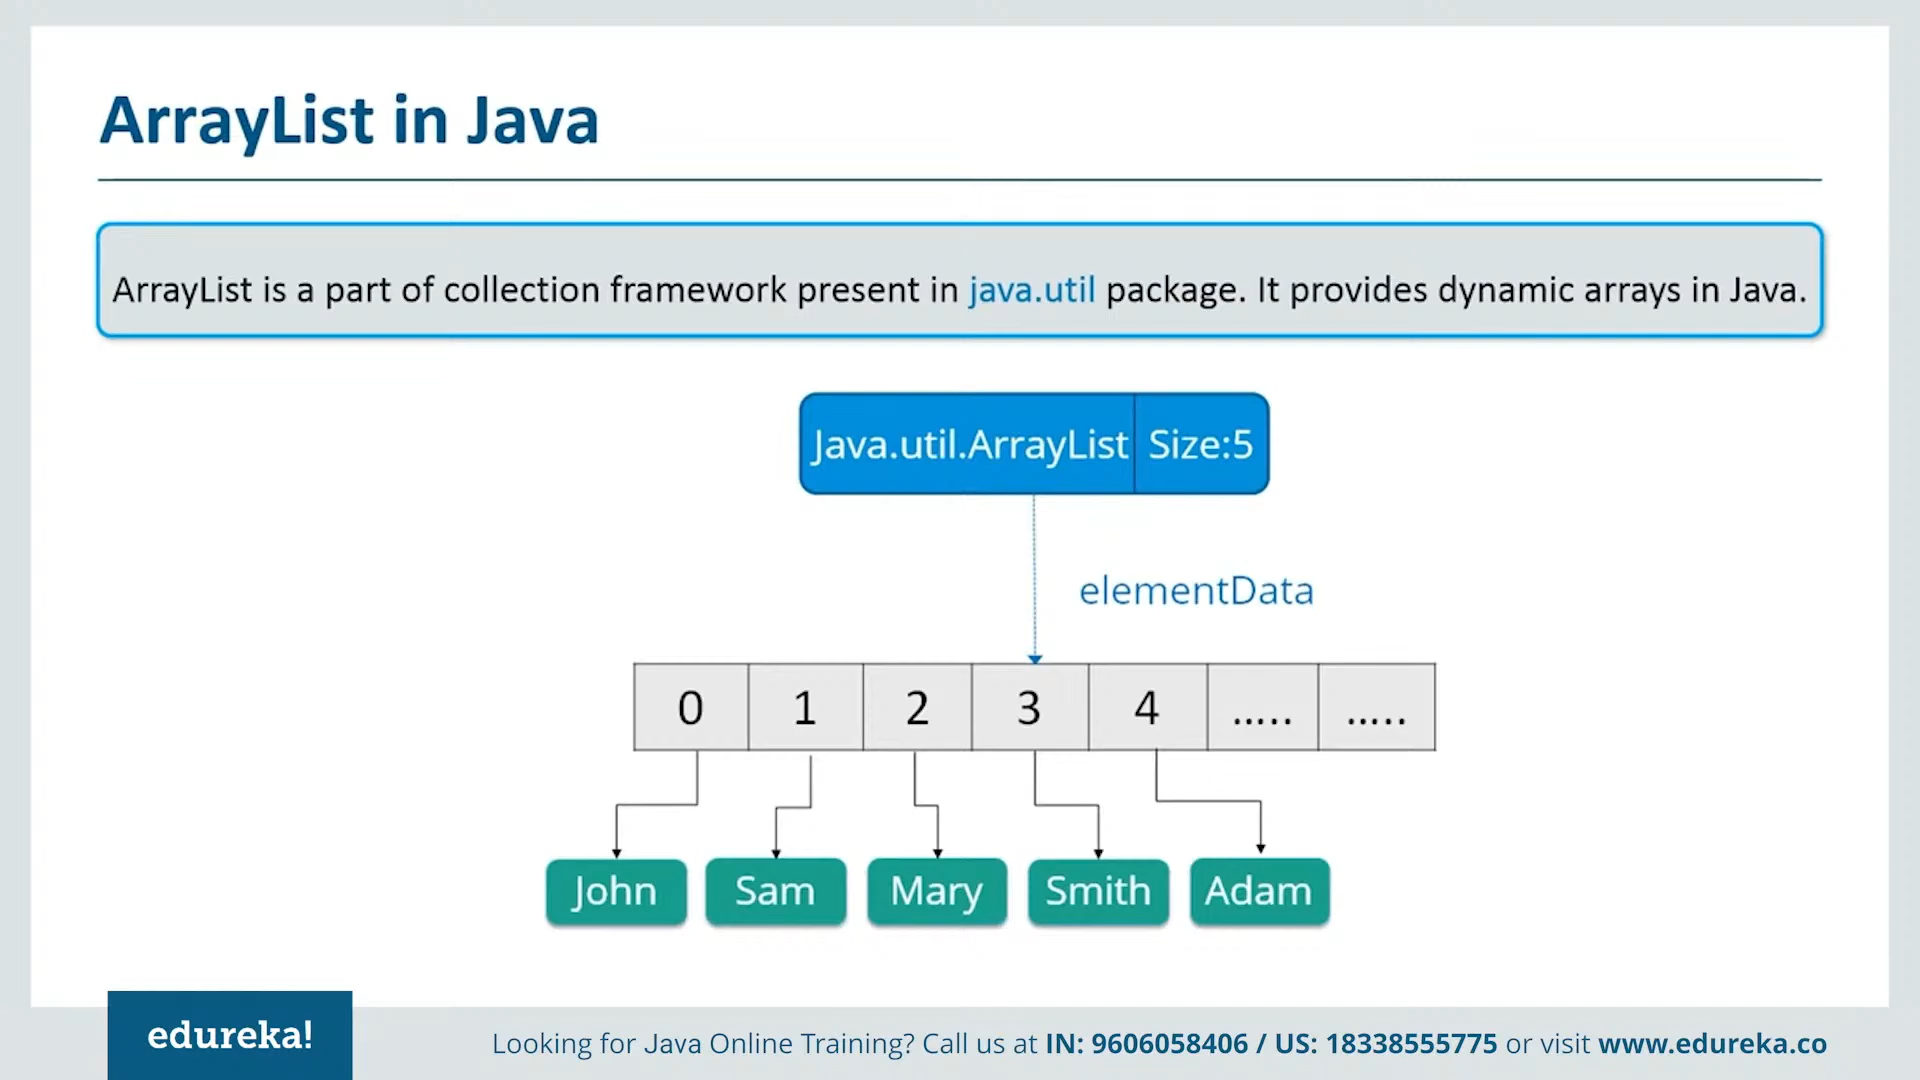 ArrayList in Java
ArrayList is a part of collection framework present in java.util package. It provides dynamic arrays in Java.
Java.util.ArrayList Size:5
elementData
0 1 2 3 4 ..... .....
John Sam Mary Smith Adam
edureka!
Looking for Java Online Training? Call us at IN: 9606058406 / US: 18338555775 or visit www.edureka.co